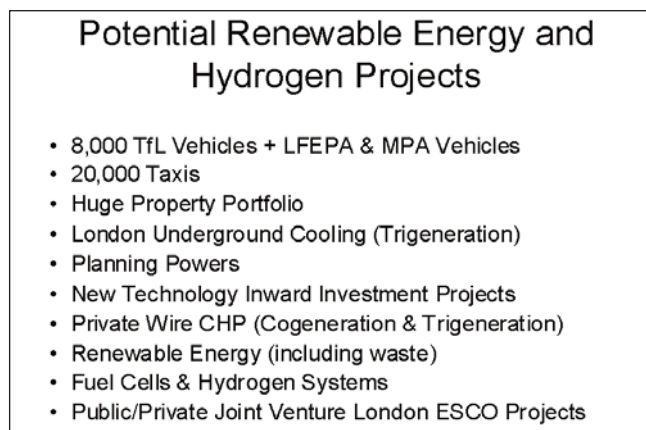 Potential Renewable Energy and
Hydrogen Projects
• 8,000 TfL Vehicles + LFEPA & MPA Vehicles
• 20,000 Taxis
• Huge Property Portfolio
• London Underground Cooling (Trigeneration)
• Planning Powers
• New Technology Inward Investment Projects
• Private Wire CHP (Cogeneration & Trigeneration)
• Renewable Energy (including waste)
• Fuel Cells & Hydrogen Systems
• Public/Private Joint Venture London ESCO Projects